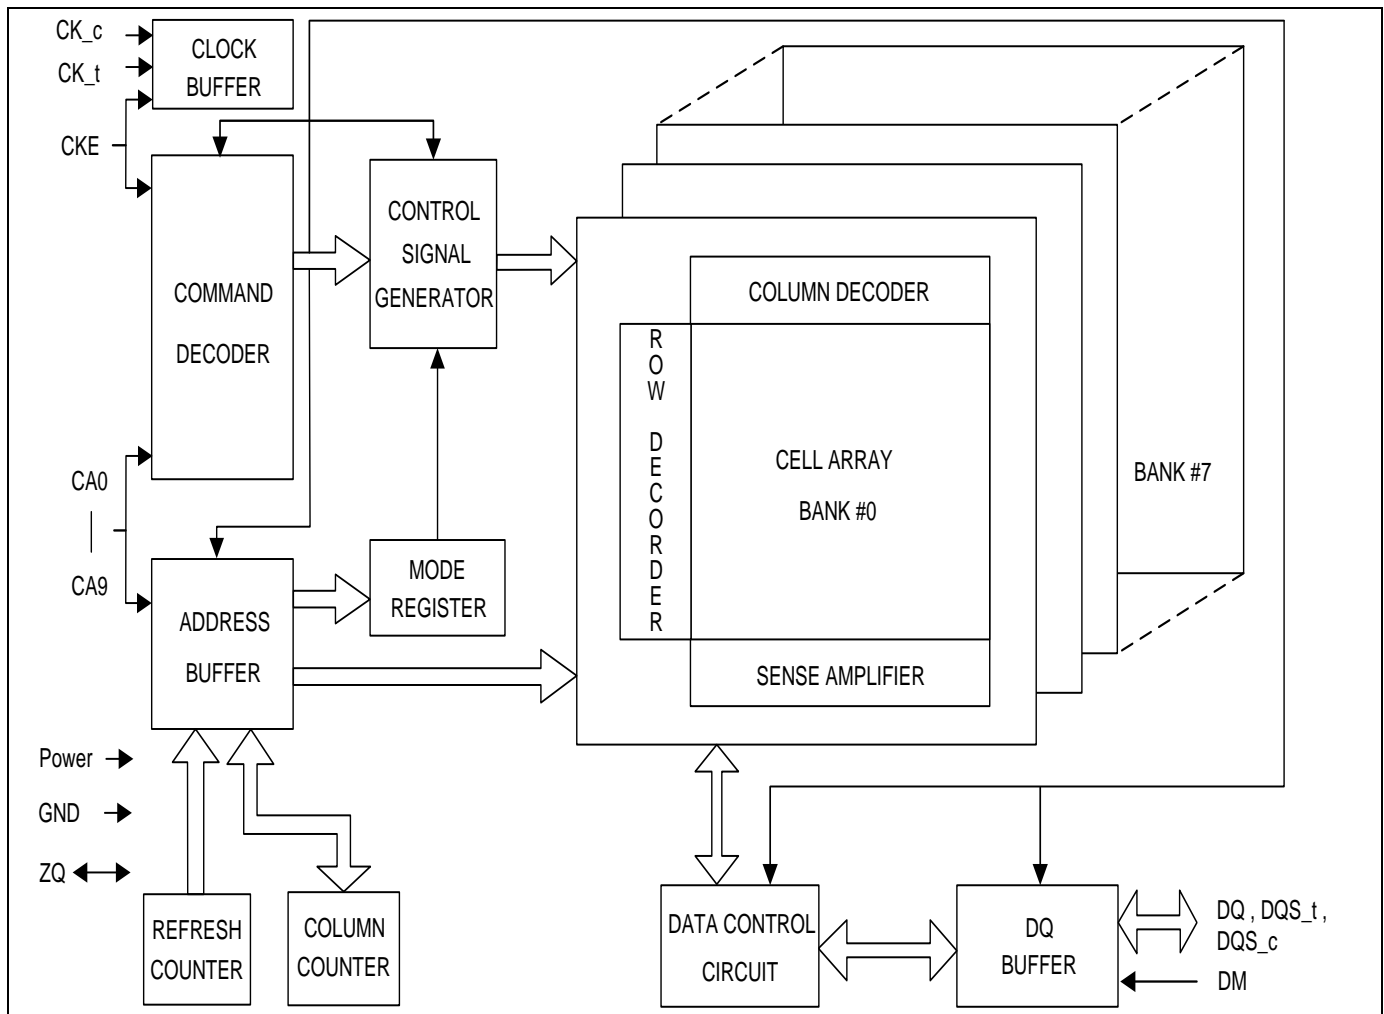 CK_c
CK_t
CKE
CLOCK
BUFFER
COMMAND
DECODER
CONTROL
SIGNAL
GENERATOR
COLUMN DECODER
ROW DECORDER
CELL ARRAY
BANK #0
SENSE AMPLIFIER
BANK #7
CA0
CA9
MODE
REGISTER
ADDRESS
BUFFER
Power
GND
ZQ
REFRESH
COUNTER
COLUMN
COUNTER
DATA CONTROL
CIRCUIT
DQ
BUFFER
DQ , DQS_t ,
DQS_c
DM